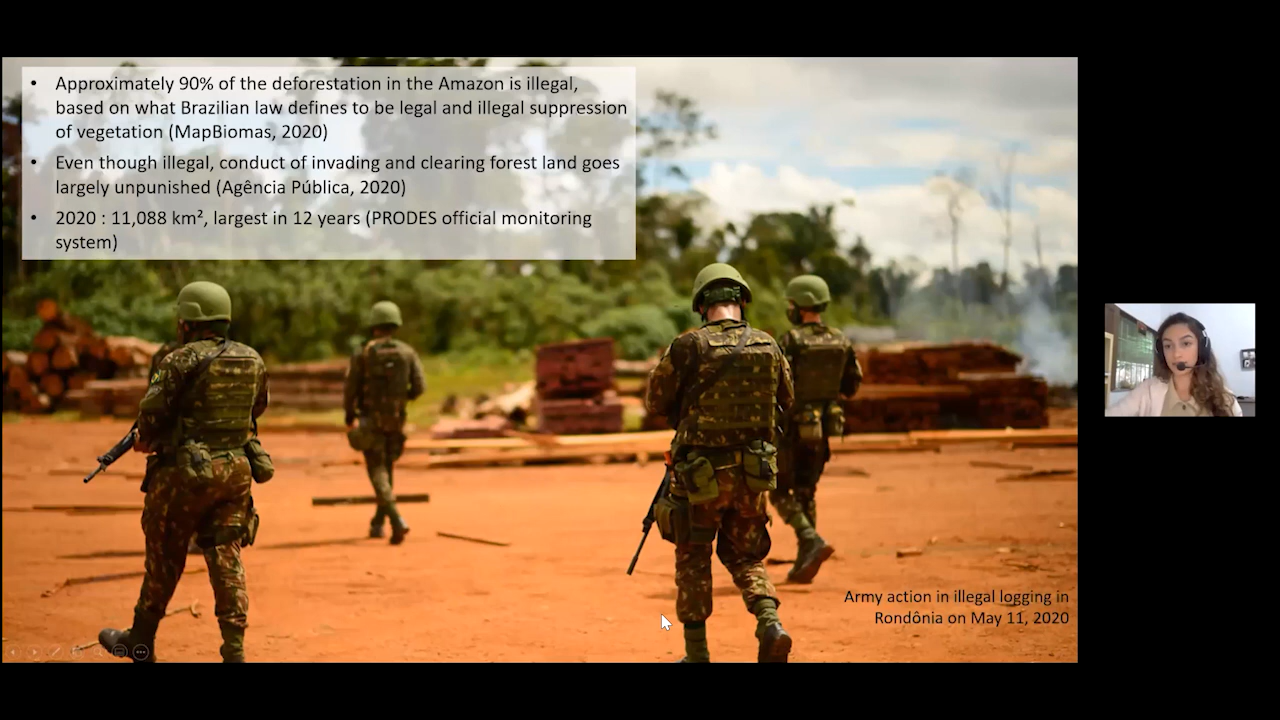 • Approximately 90% of the deforestation in the Amazon is illegal,
based on what Brazilian law defines to be legal and illegal suppression
of vegetation (MapBiomas, 2020)
• Even though illegal, conduct of invading and clearing forest land goes
largely unpunished (Agência Pública, 2020)
• 2020 : 11,088 km², largest in 12 years (PRODES official monitoring
system)
Army action in illegal logging in
Rondônia on May 11, 2020